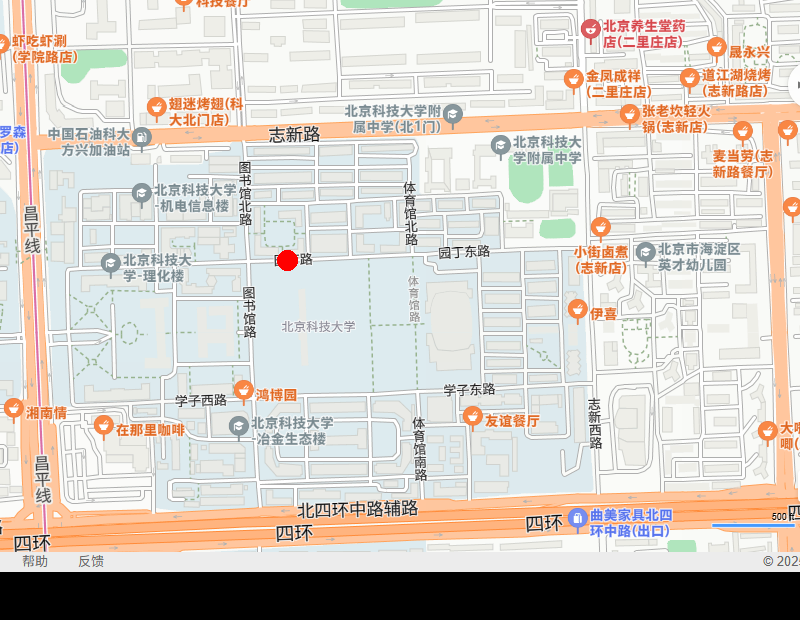 科技餐厅
虾吃虾涮
(学院路店)
北京养生堂药
店(二里庄店)
晟永兴
金凤成祥
(二里庄店)
道江湖烧烤
(志新路店)
翅迷烤翅(科
大北门店)
北京科技大学附
属中学(北1门)
张老坎轻火
锅(志新店)
罗森
店)
中国石油科大
方兴加油站
志新路
北京科技大
学附属中学
麦当劳(志
新路餐厅)
图书馆北路
北京科技大学
-机电信息楼
体育馆北路
昌平线
北京科技大
学-理化楼
路
园丁东路
小街卤煮
(志新店)
北京市海淀区
英才幼儿园
图书馆路
体育馆路
伊喜
北京科技大学
鸿博园
学子西路
学子东路
湘南情
在那里咖啡
北京科技大学
-冶金生态楼
体育馆南路
友谊餐厅
志新西路
昌平线
北四环中路辅路
四环
四环
四环
曲美家具北四
环中路(出口)
500 ft
帮助
反馈